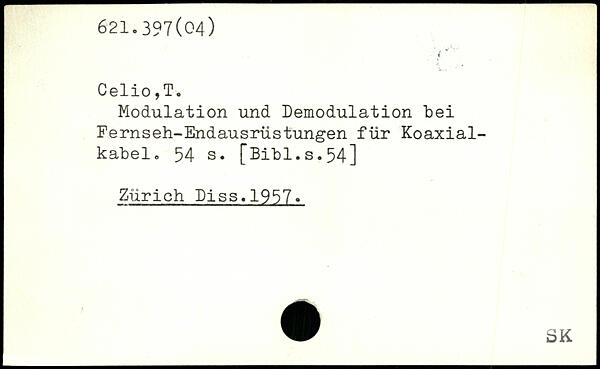 621.397(04)
Celio,T.
Modulation und Demodulation bei
Fernseh-Endausrüstungen für Koaxial-
kabel. 54 s. [Bibl.s.54]
Zürich Diss.1957.
SK